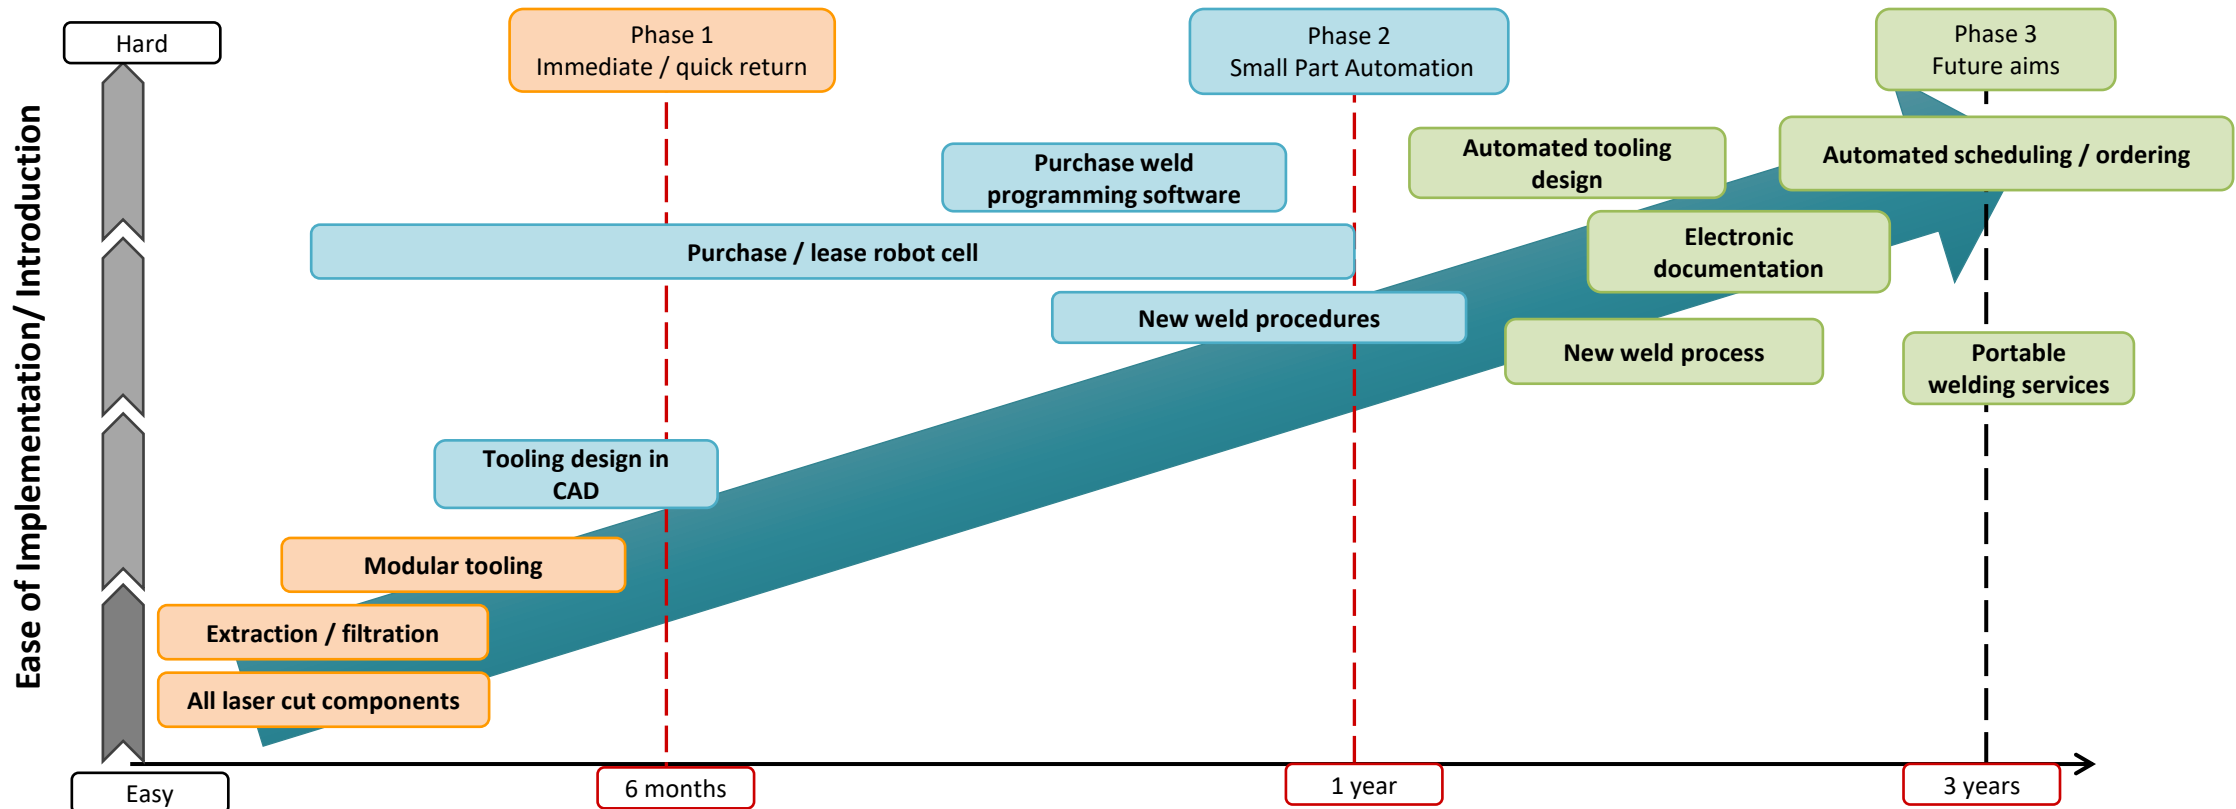 Hard
Phase 1
Immediate / quick return
Phase 2
Small Part Automation
Phase 3
Future aims
Ease of Implementation/ Introduction
Purchase weld
programming software
Automated tooling
design
Automated scheduling / ordering
Purchase / lease robot cell
Electronic
documentation
New weld procedures
New weld process
Portable
welding services
Tooling design in
CAD
Modular tooling
Extraction / filtration
All laser cut components
Easy
6 months
1 year
3 years